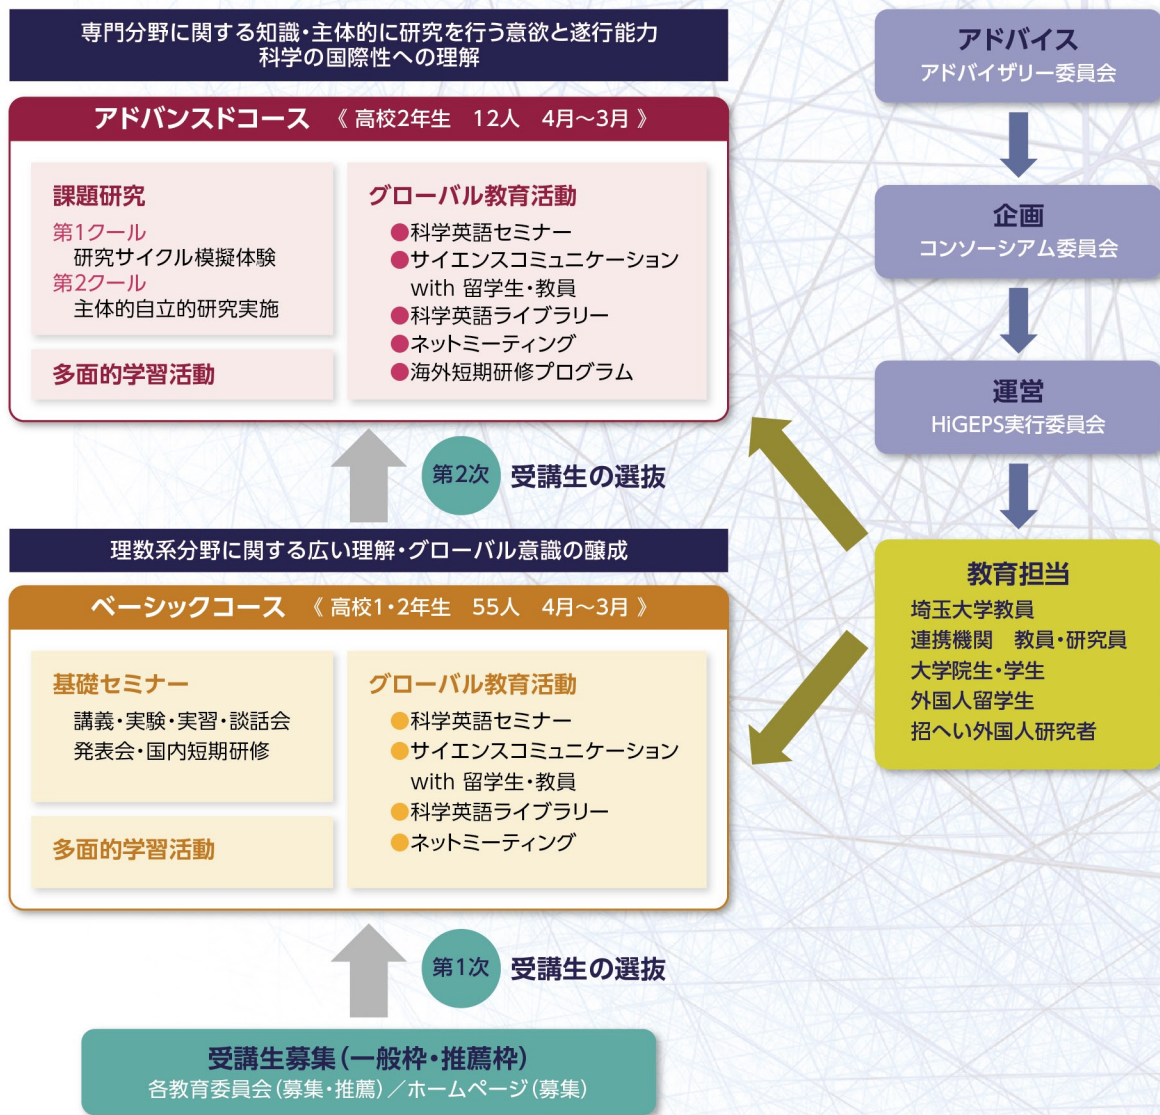 専門分野に関する知識・主体的に研究を行う意欲と遂行能力
科学の国際性への理解
アドバンスドコース 《 高校2年生 12人 4月〜3月 》
課題研究
第1クール
研究サイクル模擬体験
第2クール
主体的自立的研究実施
多面的学習活動
グローバル教育活動
●科学英語セミナー
●サイエンスコミュニケーション
with 留学生・教員
●科学英語ライブラリー
●ネットミーティング
●海外短期研修プログラム
第2次 受講生の選抜
理数系分野に関する広い理解・グローバル意識の醸成
ベーシックコース 《 高校1・2年生 55人 4月〜3月 》
基礎セミナー
講義・実験・実習・談話会
発表会・国内短期研修
多面的学習活動
グローバル教育活動
●科学英語セミナー
●サイエンスコミュニケーション
with 留学生・教員
●科学英語ライブラリー
●ネットミーティング
第1次 受講生の選抜
受講生募集(一般枠・推薦枠)
各教育委員会(募集・推薦)/ホームページ(募集)
アドバイス
アドバイザリー委員会
企画
コンソーシアム委員会
運営
HiGEPS実行委員会
教育担当
埼玉大学教員
連携機関 教員・研究員
大学院生・学生
外国人留学生
招へい外国人研究者